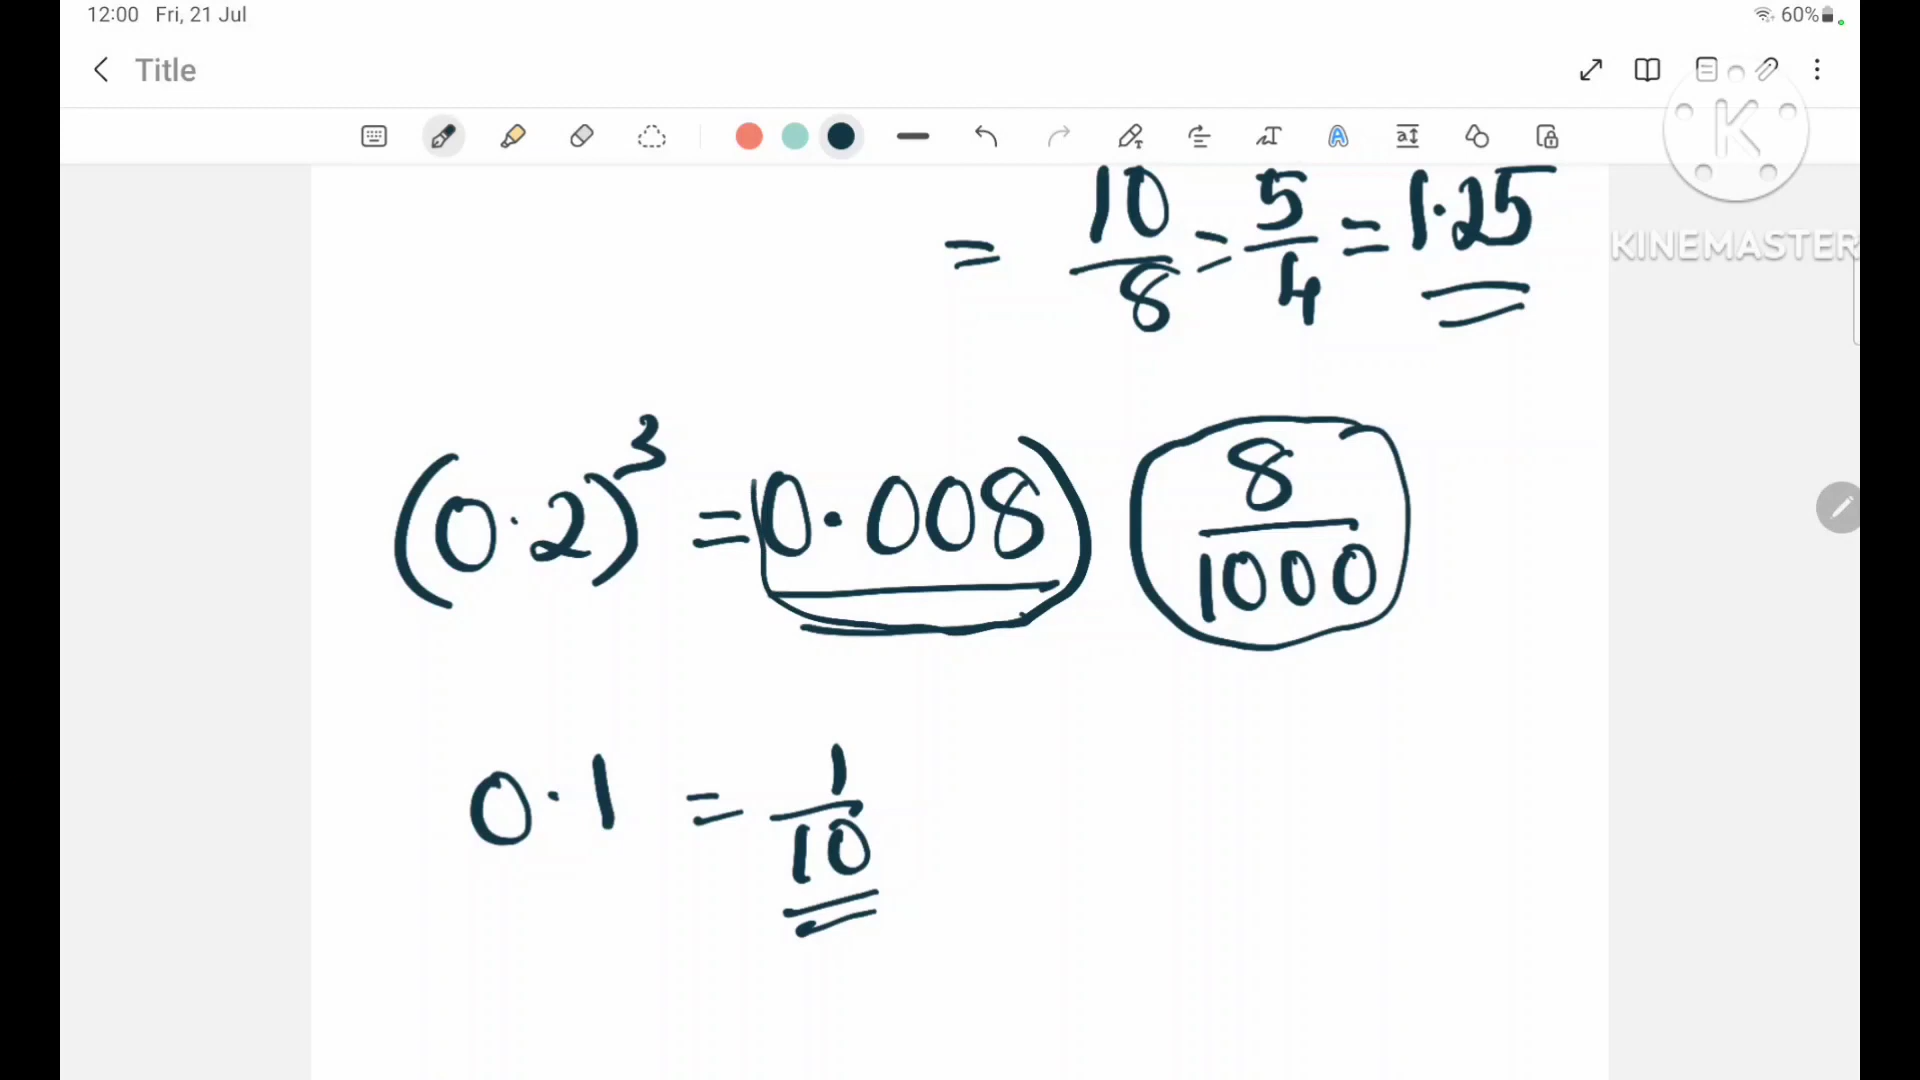 12:00 Fri, 21 Jul 60%
Title
K
KINEMASTER
= 10/8 = 5/4 = 1.25
(0.2)³ = 0.008 8/1000
0.1 = 1/10